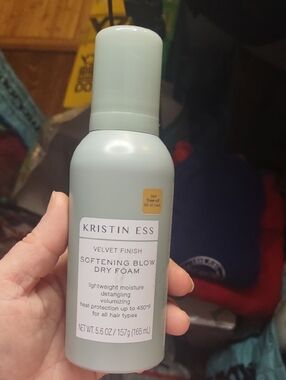 KRISTIN ESS
VELVET FINISH
SOFTENING BLOW
DRY FOAM
lightweight moisture
detangling
volumizing
heat protection up to 450°F
for all hair types
NET WT 5.6 OZ / 157g (165 mL)